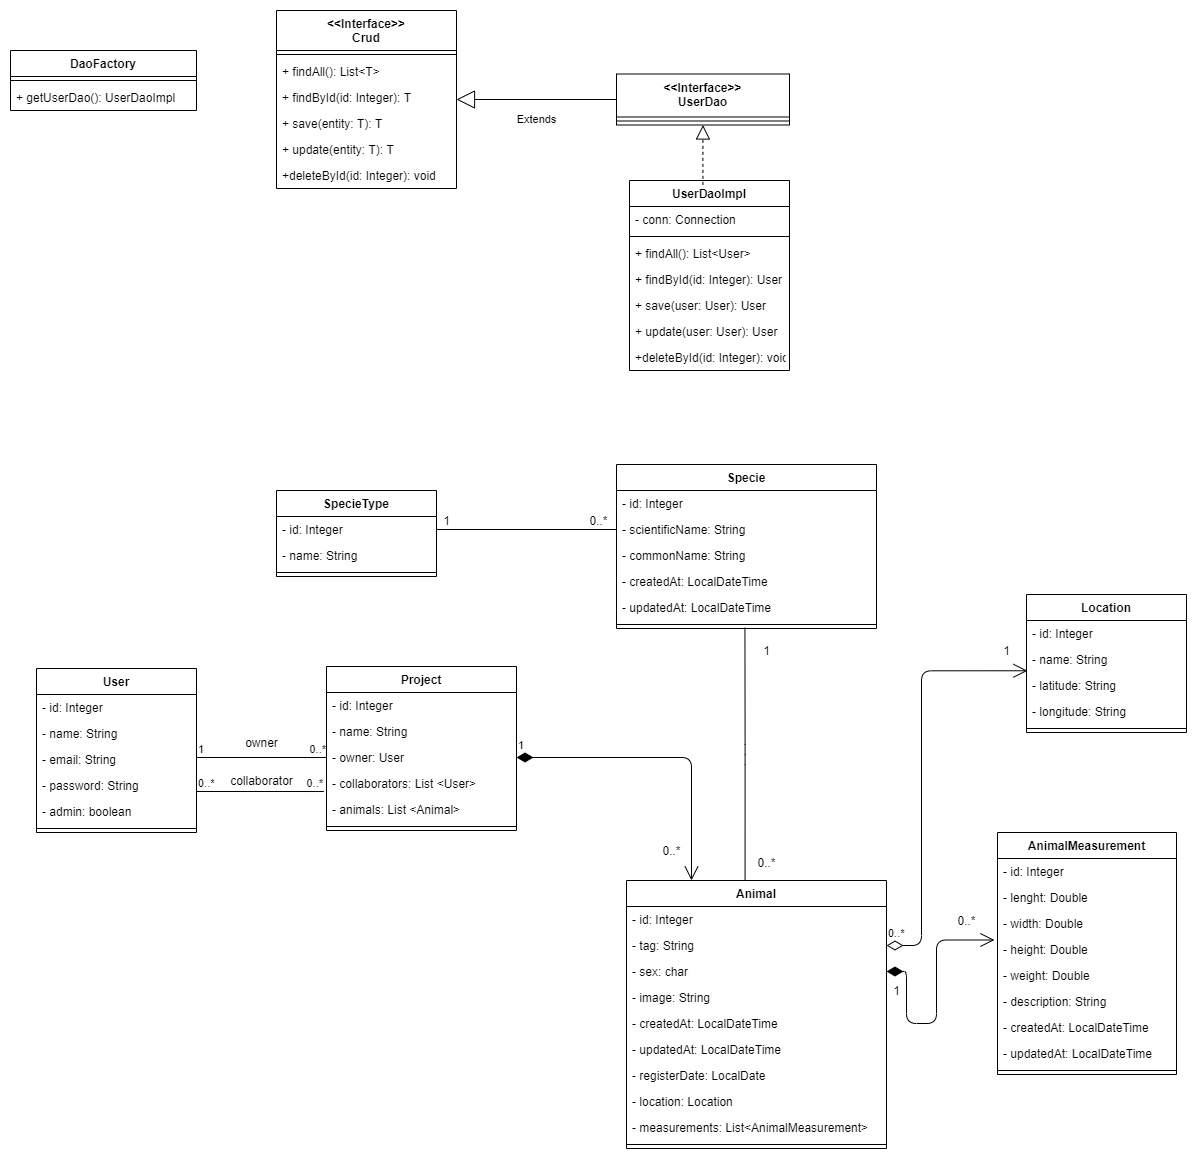 <<Interface>>
Crud
+ findAll(): List<T>
+ findById(id: Integer): T
+ save(entity: T): T
+ update(entity: T): T
+deleteById(id: Integer): void
DaoFactory
+ getUserDao(): UserDaoImpl
<<Interface>>
UserDao
Extends
UserDaoImpl
- conn: Connection
+ findAll(): List<User>
+ findById(id: Integer): User
+ save(user: User): User
+ update(user: User): User
+deleteById(id: Integer): void
SpecieType
- id: Integer
- name: String
1
0..*
Specie
- id: Integer
- scientificName: String
- commonName: String
- createdAt: LocalDateTime
- updatedAt: LocalDateTime
1
0..*
Location
- id: Integer
- name: String
- latitude: String
- longitude: String
1
User
- id: Integer
- name: String
- email: String
- password: String
- admin: boolean
owner
1
0..*
collaborator
0..*
0..*
Project
- id: Integer
- name: String
- owner: User
- collaborators: List <User>
- animals: List <Animal>
1
0..*
Animal
- id: Integer
- tag: String
- sex: char
- image: String
- createdAt: LocalDateTime
- updatedAt: LocalDateTime
- registerDate: LocalDate
- location: Location
- measurements: List<AnimalMeasurement>
0..*
1
0..*
AnimalMeasurement
- id: Integer
- lenght: Double
- width: Double
- height: Double
- weight: Double
- description: String
- createdAt: LocalDateTime
- updatedAt: LocalDateTime